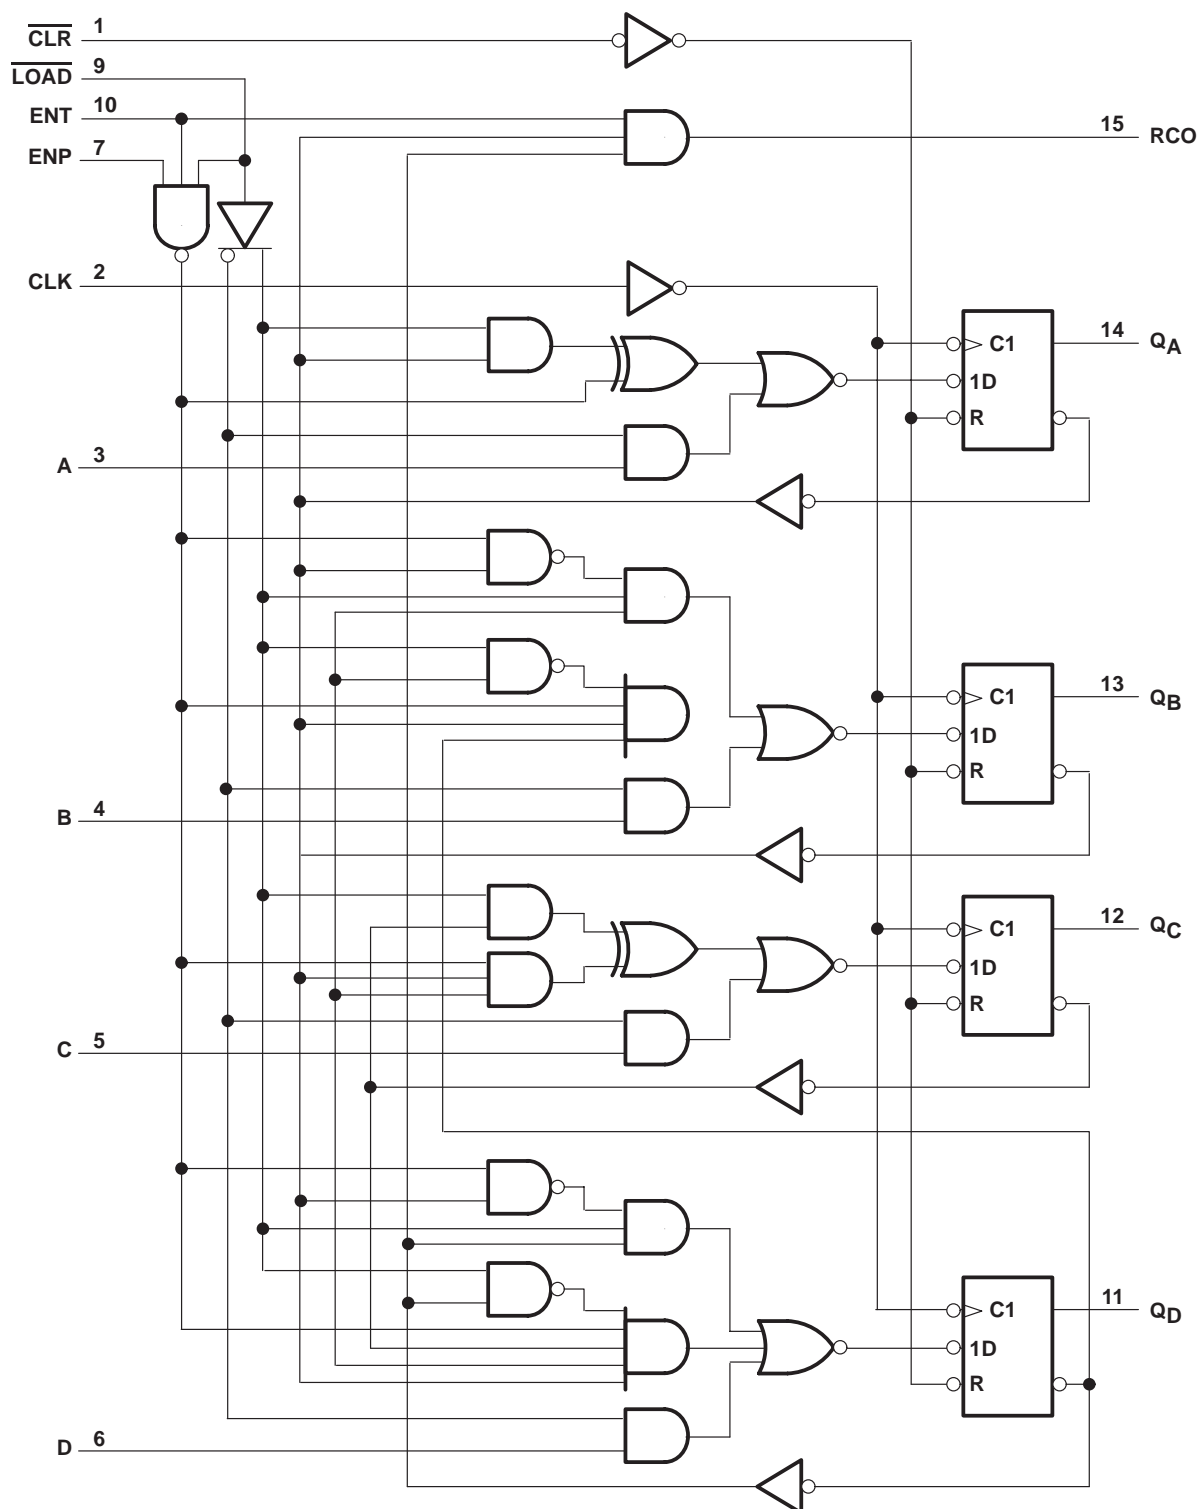 CLR 1
LOAD 9
ENT 10
ENP 7
15 RCO
CLK 2
C1
1D
R
14 QA
A 3
C1
1D
R
13 QB
B 4
C1
1D
R
12 QC
C 5
C1
1D
R
11 QD
D 6